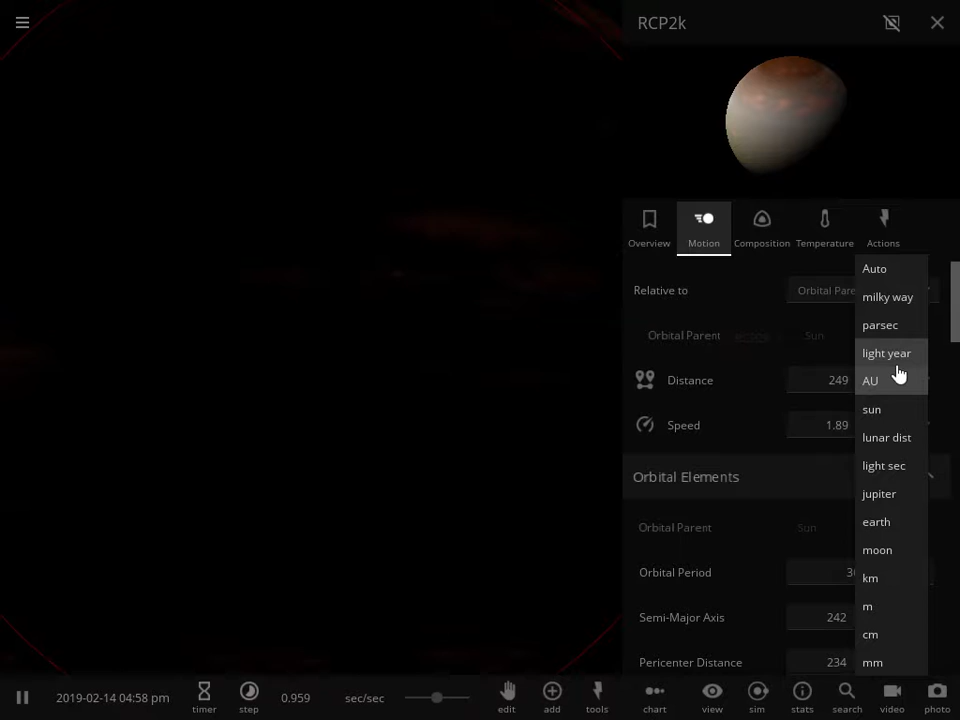 RCP2k
Overview
Motion
Composition
Temperature
Actions
Relative to
Orbital Pare
Orbital Parent
Sun
Distance
249
Speed
1.89
Auto
milky way
parsec
light year
AU
sun
lunar dist
light sec
jupiter
earth
moon
km
m
cm
mm
Orbital Elements
Orbital Parent
Sun
Orbital Period
Semi-Major Axis
242
Pericenter Distance
234
2019-02-14 04:58 pm
timer
step
0.959
sec/sec
edit
add
tools
chart
view
sim
stats
search
video
photo